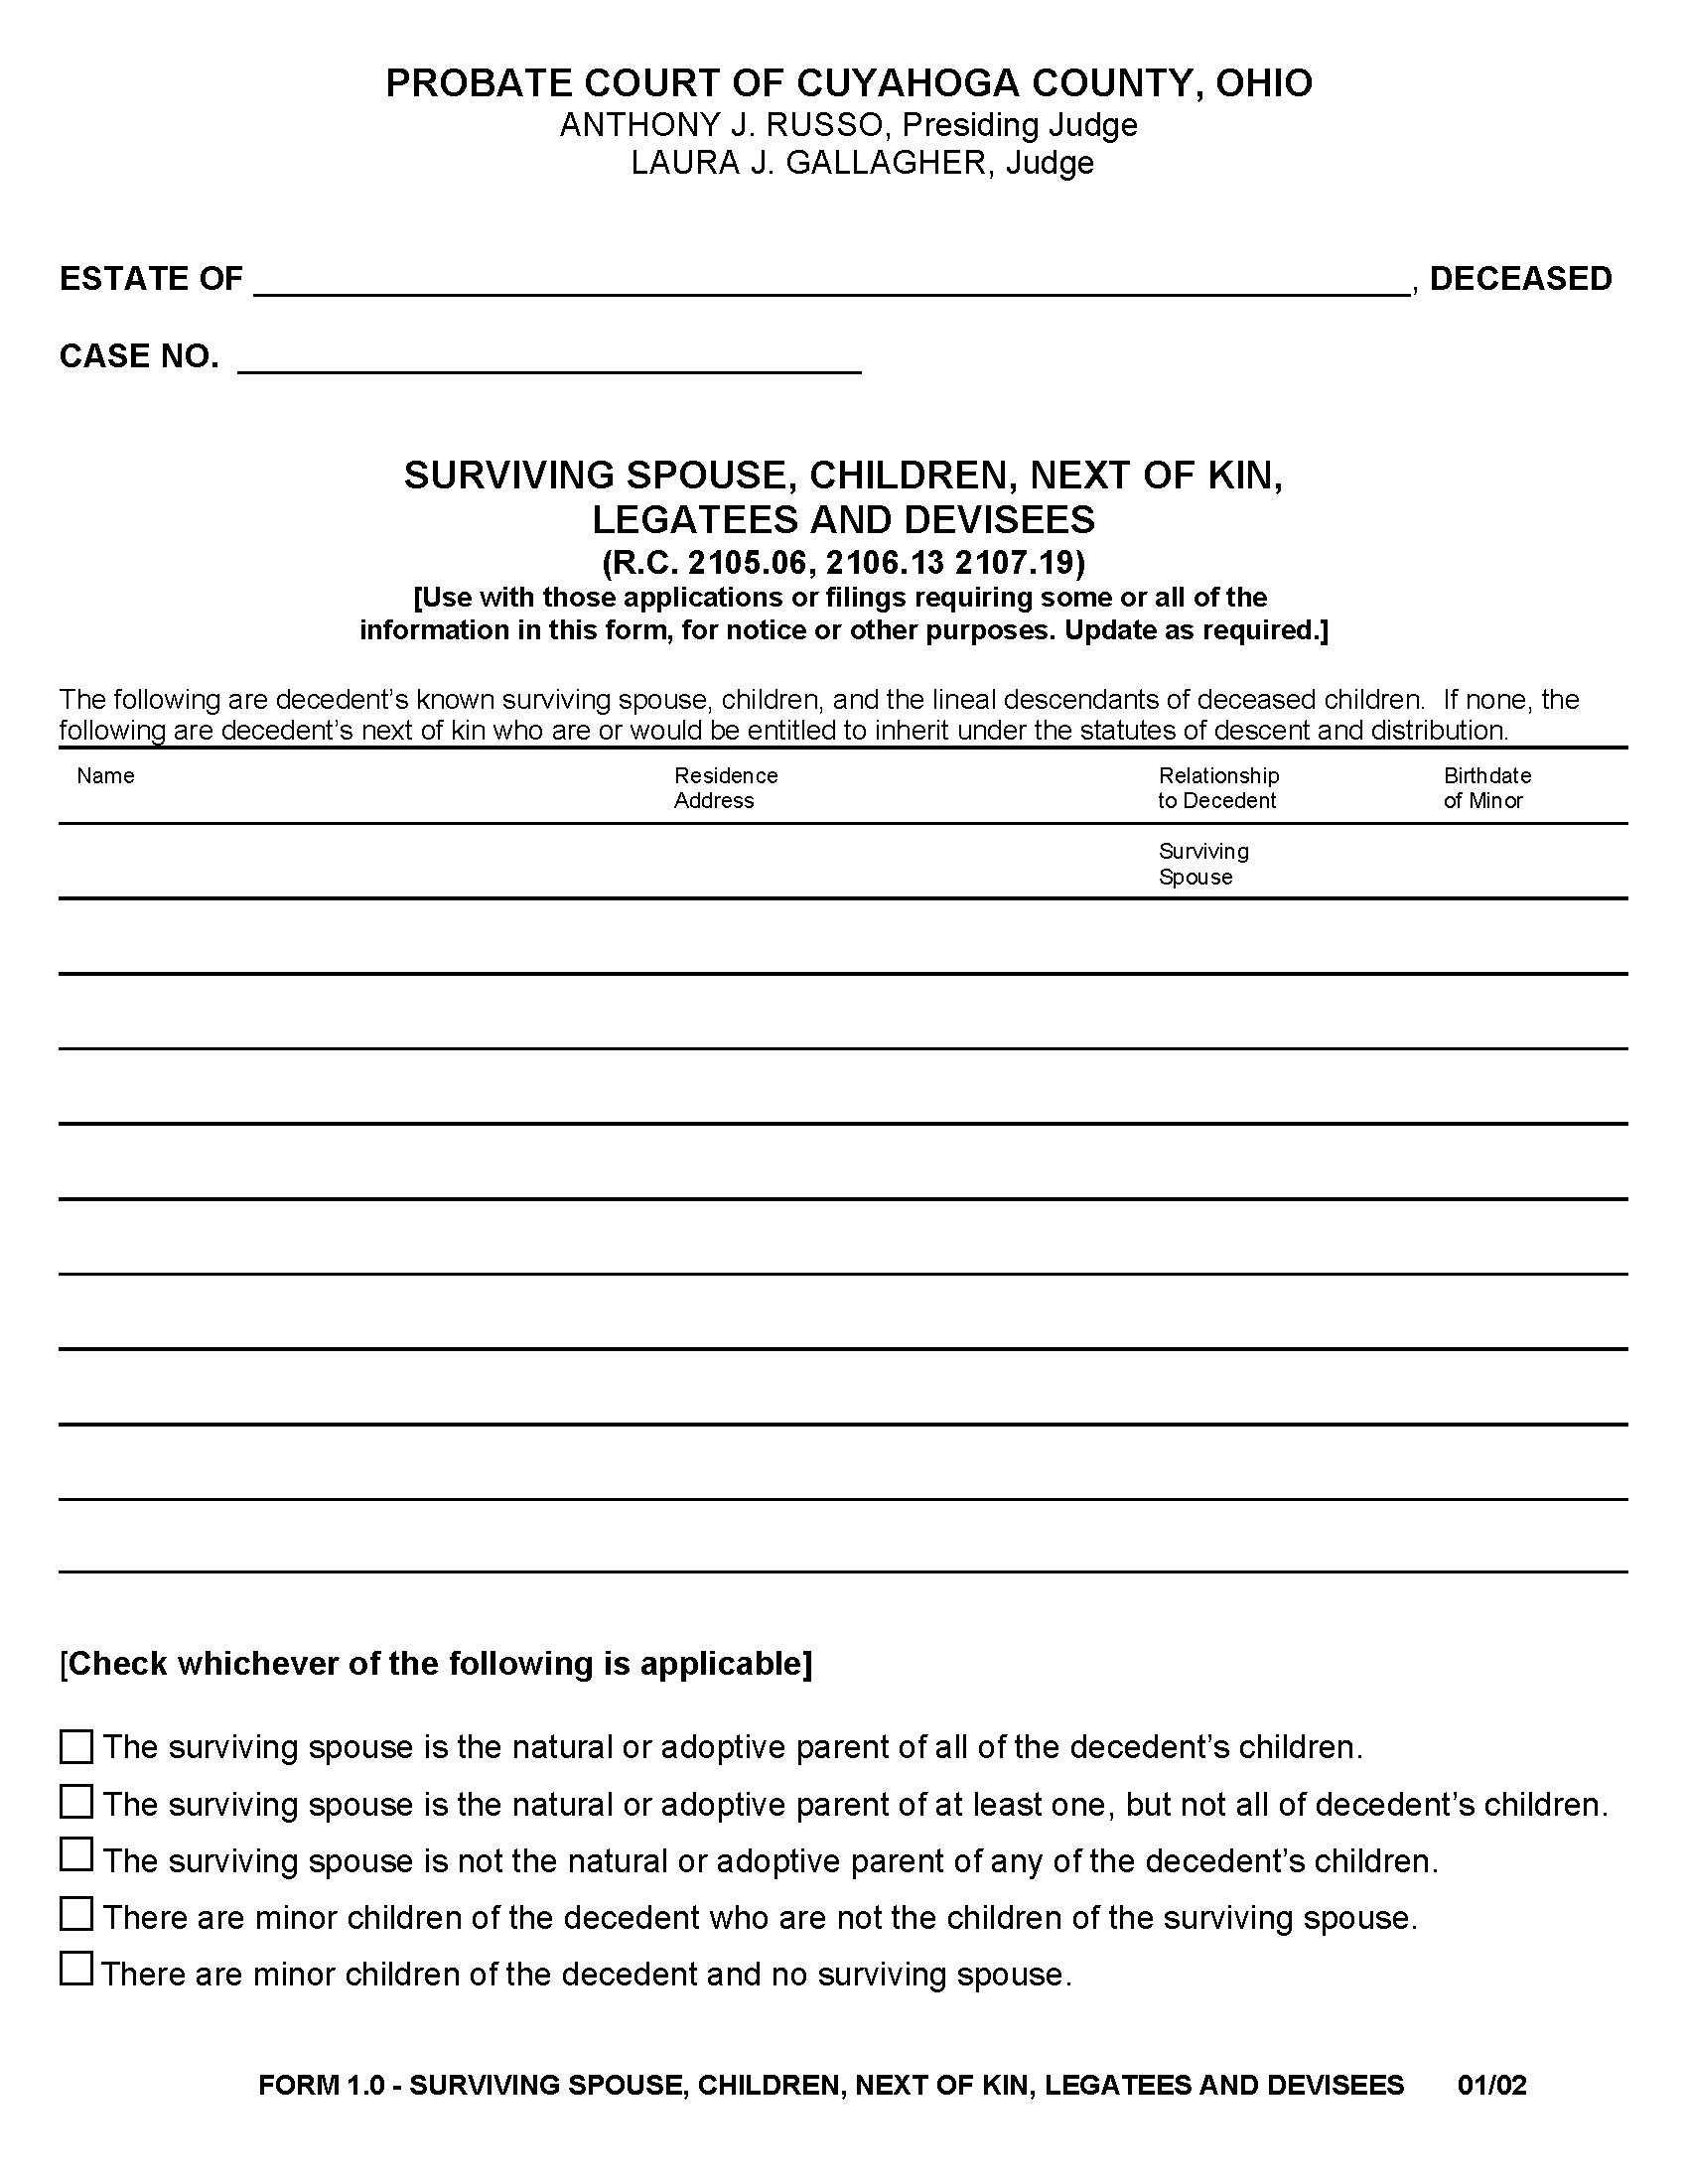 PROBATE COURT OF CUYAHOGA COUNTY, OHIO
ANTHONY J. RUSSO, Presiding Judge
LAURA J. GALLAGHER, Judge
ESTATE OF , DECEASED
CASE NO.
SURVIVING SPOUSE, CHILDREN, NEXT OF KIN,
LEGATEES AND DEVISEES
(R.C. 2105.06, 2106.13 2107.19)
[Use with those applications or filings requiring some or all of the
information in this form, for notice or other purposes. Update as required.]
The following are decedent’s known surviving spouse, children, and the lineal descendants of deceased children. If none, the
following are decedent’s next of kin who are or would be entitled to inherit under the statutes of descent and distribution.
Name Residence Relationship Birthdate
Address to Decedent of Minor
Surviving
Spouse
[Check whichever of the following is applicable]
The surviving spouse is the natural or adoptive parent of all of the decedent’s children.
The surviving spouse is the natural or adoptive parent of at least one, but not all of decedent’s children.
The surviving spouse is not the natural or adoptive parent of any of the decedent’s children.
There are minor children of the decedent who are not the children of the surviving spouse.
There are minor children of the decedent and no surviving spouse.
FORM 1.0 - SURVIVING SPOUSE, CHILDREN, NEXT OF KIN, LEGATEES AND DEVISEES 01/02